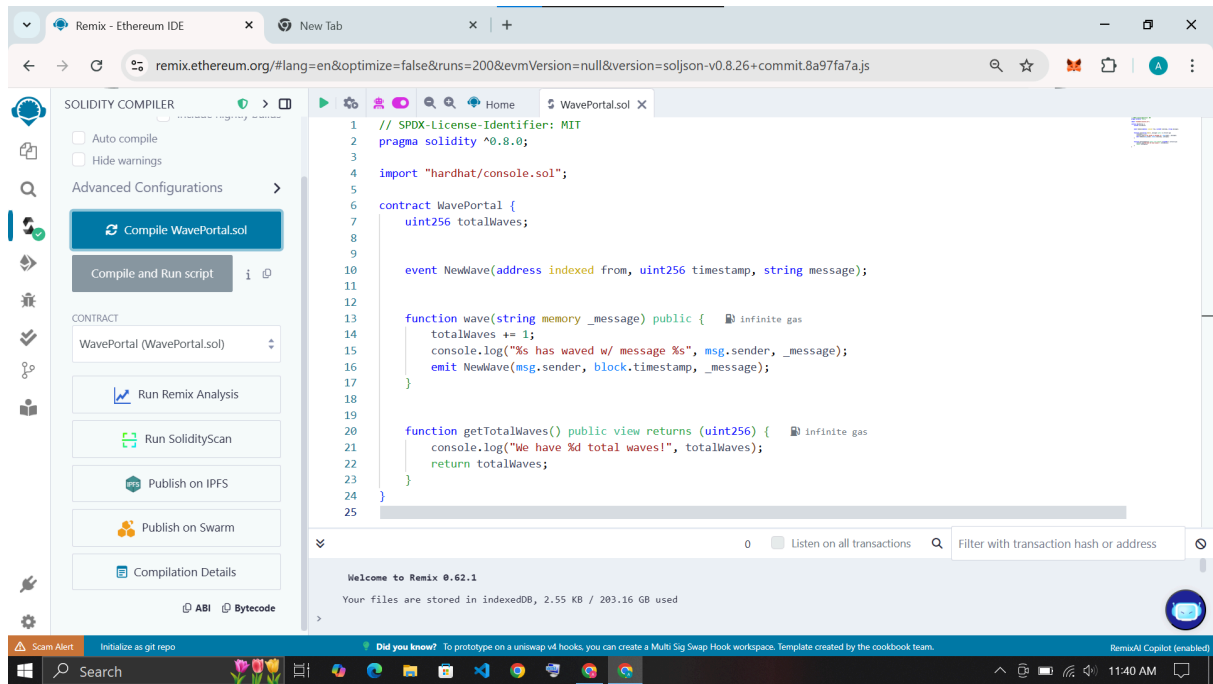 Remix - Ethereum IDE
New Tab
remix.ethereum.org/#lang=en&optimize=false&runs=200&evmVersion=null&version=soljson-v0.8.26+commit.8a97fa7a.js
A
SOLIDITY COMPILER
Include nightly builds
Auto compile
Hide warnings
Advanced Configurations
Compile WavePortal.sol
Compile and Run script
CONTRACT
WavePortal (WavePortal.sol)
Run Remix Analysis
Run SolidityScan
Publish on IPFS
Publish on Swarm
Compilation Details
ABI Bytecode
Home
WavePortal.sol
1 // SPDX-License-Identifier: MIT
2 pragma solidity ^0.8.0;
3
4 import "hardhat/console.sol";
5
6 contract WavePortal {
7 uint256 totalWaves;
8
9
10 event NewWave(address indexed from, uint256 timestamp, string message);
11
12
13 function wave(string memory _message) public { infinite gas
14 totalWaves += 1;
15 console.log("%s has waved w/ message %s", msg.sender, _message);
16 emit NewWave(msg.sender, block.timestamp, _message);
17 }
18
19
20 function getTotalWaves() public view returns (uint256) { infinite gas
21 console.log("We have %d total waves!", totalWaves);
22 return totalWaves;
23 }
24 }
25
0 Listen on all transactions Filter with transaction hash or address
Welcome to Remix 0.62.1
Your files are stored in indexedDB, 2.55 KB / 203.16 GB used
>
Scam Alert Initialize as git repo Did you know? To prototype on a uniswap v4 hooks, you can create a Multi Sig Swap Hook workspace. Template created by the cookbook team. RemixAI Copilot (enabled)
Search 11:40 AM